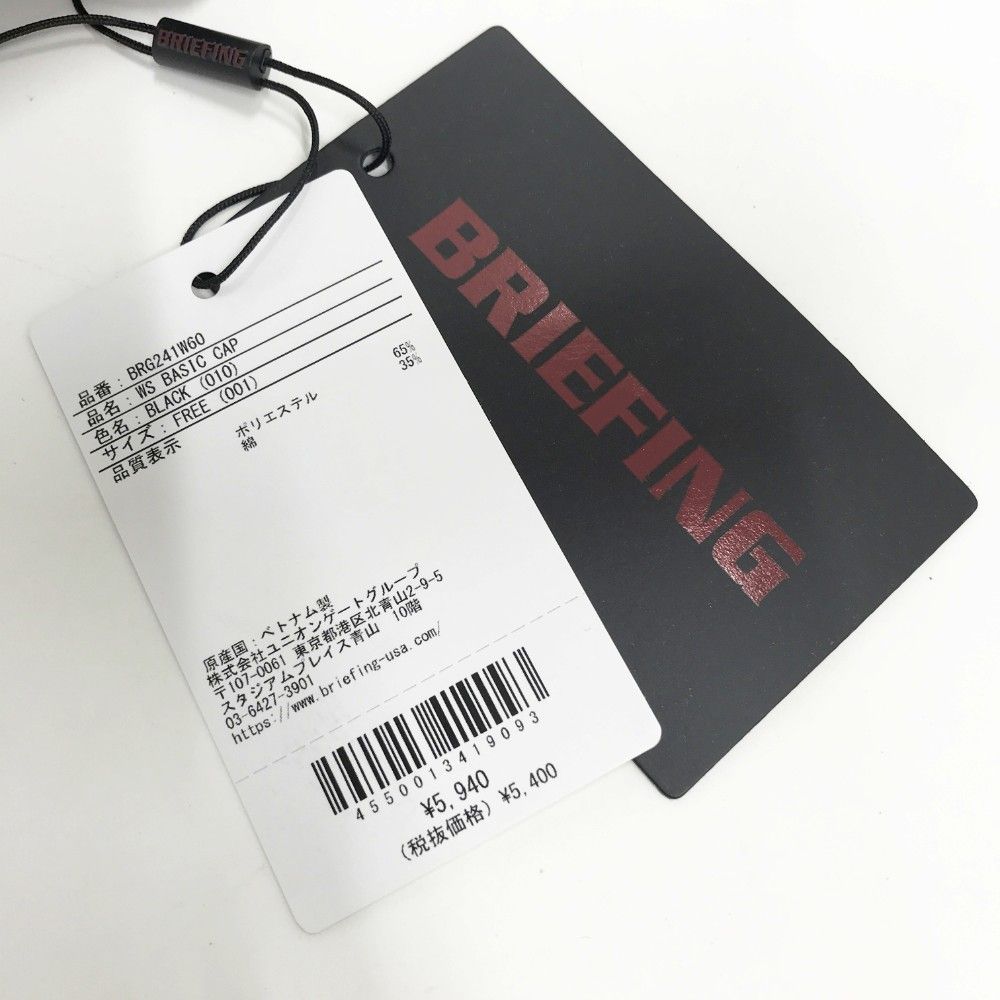 BRIEFING
BRIEFING
品番：BRG241W60
品名：WS BASIC CAP
色名：BLACK (010)
サイズ：FREE (001)
品質表示 ポリエステル 65%
綿 35%
原産国：ベトナム製
株式会社ユニオンゲートグループ
〒107-0061 東京都港区北青山2-9-5
スタジアムプレイス青山 10階
03-6427-3901
https://www.briefing-usa.com/
4550013419093
¥5,940
(税抜価格) ¥5,400